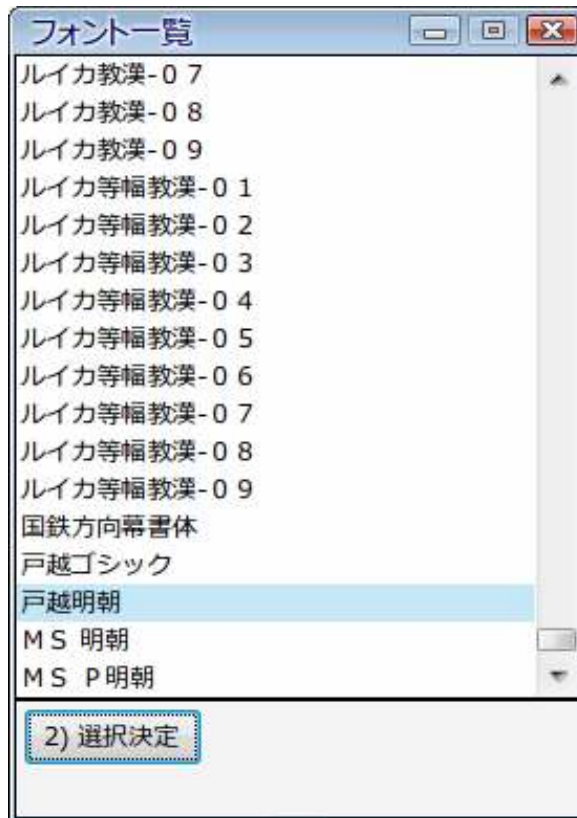 フォント一覧
ルイカ教漢-０７
ルイカ教漢-０８
ルイカ教漢-０９
ルイカ等幅教漢-０１
ルイカ等幅教漢-０２
ルイカ等幅教漢-０３
ルイカ等幅教漢-０４
ルイカ等幅教漢-０５
ルイカ等幅教漢-０６
ルイカ等幅教漢-０７
ルイカ等幅教漢-０８
ルイカ等幅教漢-０９
国鉄方向幕書体
戸越ゴシック
戸越明朝
ＭＳ 明朝
ＭＳ Ｐ明朝
2) 選択決定